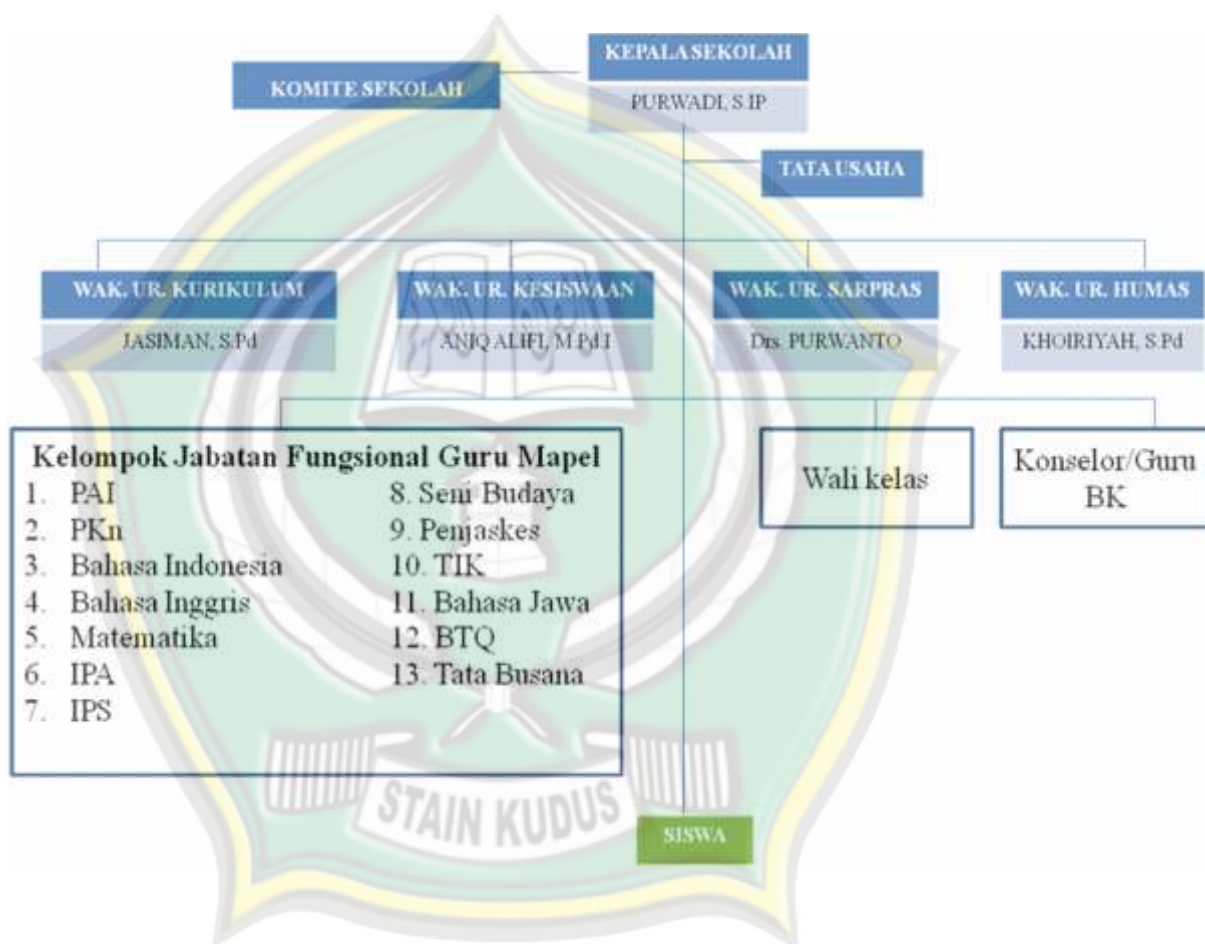 KEPALA SEKOLAH
PURWADI, S.IP
KOMITE SEKOLAH
TATA USAHA
WAK. UR. KURIKULUM
JASIMAN, S.Pd
WAK. UR. KESISWAAN
ANIQ ALIFI, M.Pd.I
WAK. UR. SARPRAS
Drs. PURWANTO
WAK. UR. HUMAS
KHOIRIYAH, S.Pd
Kelompok Jabatan Fungsional Guru Mapel
1. PAI
2. PKn
3. Bahasa Indonesia
4. Bahasa Inggris
5. Matematika
6. IPA
7. IPS
8. Seni Budaya
9. Penjaskes
10. TIK
11. Bahasa Jawa
12. BTQ
13. Tata Busana
Wali kelas
Konselor/Guru
BK
STAIN KUDUS
SISWA